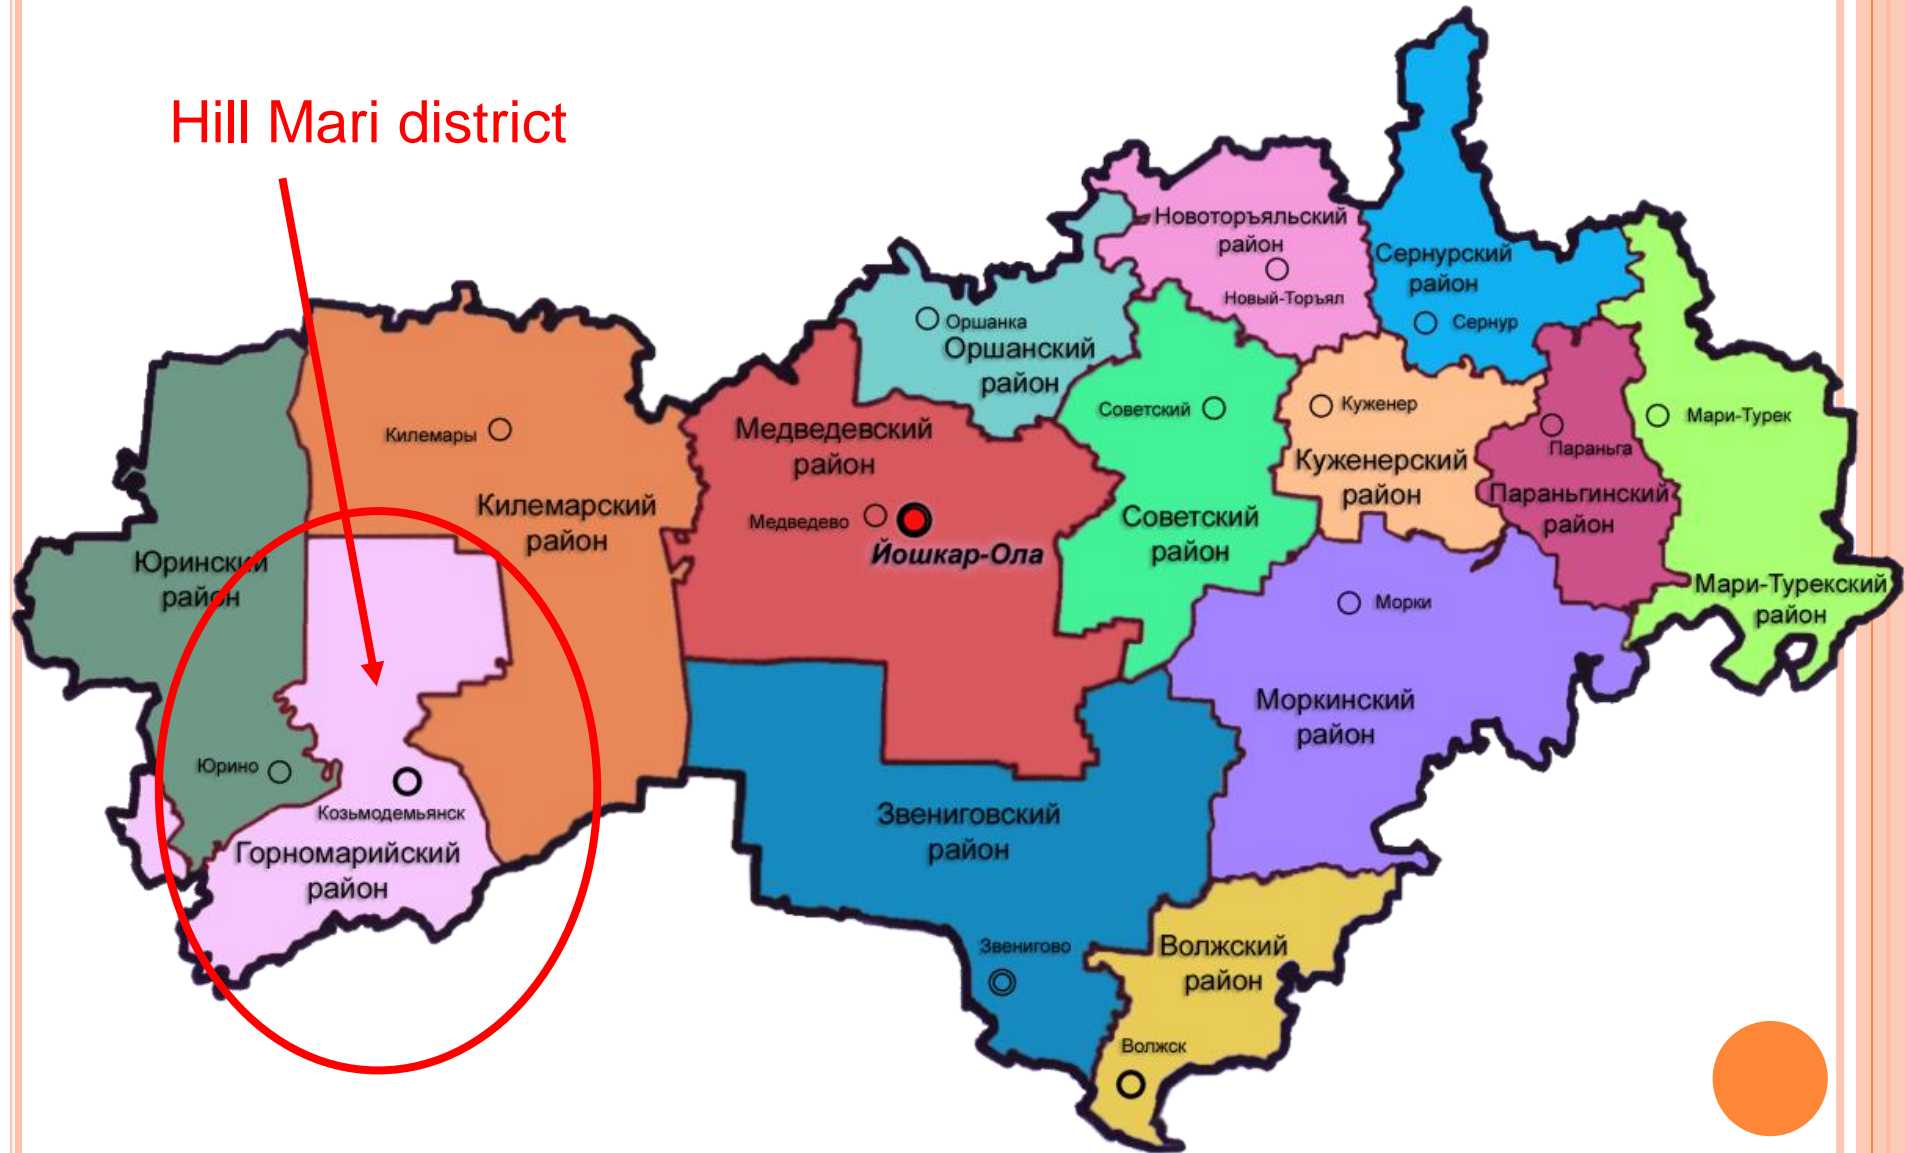 Hill Mari district
Новоторъяльский
район
Новый-Торъял
Сернурский
район
Сернур
Оршанка
Оршанский
район
Килемары
Килемарский
район
Медведевский
район
Медведево
Йошкар-Ола
Советский
Советский
район
Куженер
Куженерский
район
Параньга
Параньгинский
район
Мари-Турек
Мари-Турекский
район
Юринский
район
Юрино
Козьмодемьянск
Горномарийский
район
Морки
Моркинский
район
Звениговский
район
Звенигово
Волжский
район
Волжск